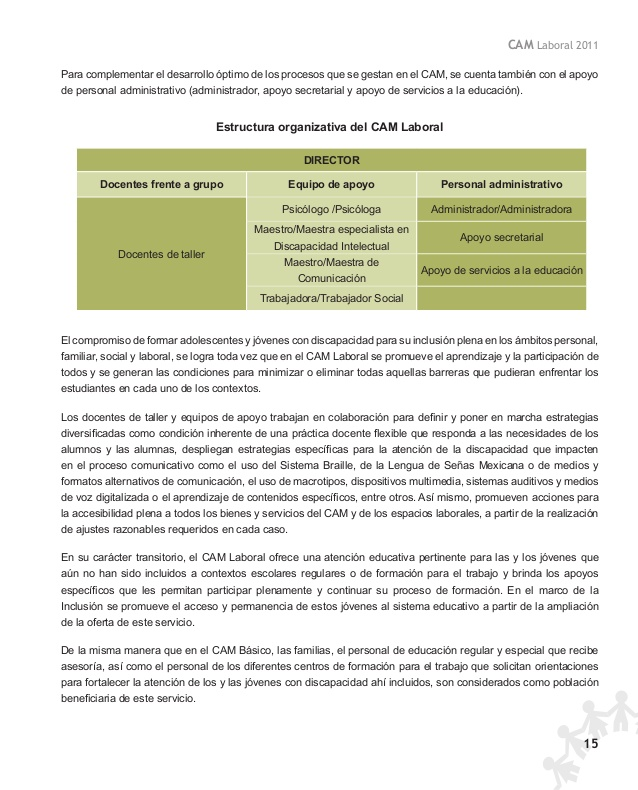 CAM Laboral 2011
Para complementar el desarrollo óptimo de los procesos que se gestan en el CAM, se cuenta también con el apoyo
de personal administrativo (administrador, apoyo secretarial y apoyo de servicios a la educación).
Estructura organizativa del CAM Laboral
DIRECTOR
Docentes frente a grupo
Equipo de apoyo
Personal administrativo
Docentes de taller
Psicólogo /Psicóloga
Administrador/Administradora
Maestro/Maestra especialista en
Discapacidad Intelectual
Apoyo secretarial
Maestro/Maestra de
Comunicación
Apoyo de servicios a la educación
Trabajadora/Trabajador Social
El compromiso de formar adolescentes y jóvenes con discapacidad para su inclusión plena en los ámbitos personal,
familiar, social y laboral, se logra toda vez que en el CAM Laboral se promueve el aprendizaje y la participación de
todos y se generan las condiciones para minimizar o eliminar todas aquellas barreras que pudieran enfrentar los
estudiantes en cada uno de los contextos.
Los docentes de taller y equipos de apoyo trabajan en colaboración para definir y poner en marcha estrategias
diversificadas como condición inherente de una práctica docente flexible que responda a las necesidades de los
alumnos y las alumnas, despliegan estrategias específicas para la atención de la discapacidad que impacten
en el proceso comunicativo como el uso del Sistema Braille, de la Lengua de Señas Mexicana o de medios y
formatos alternativos de comunicación, el uso de macrotipos, dispositivos multimedia, sistemas auditivos y medios
de voz digitalizada o el aprendizaje de contenidos específicos, entre otros. Así mismo, promueven acciones para
la accesibilidad plena a todos los bienes y servicios del CAM y de los espacios laborales, a partir de la realización
de ajustes razonables requeridos en cada caso.
En su carácter transitorio, el CAM Laboral ofrece una atención educativa pertinente para las y los jóvenes que
aún no han sido incluidos a contextos escolares regulares o de formación para el trabajo y brinda los apoyos
específicos que les permitan participar plenamente y continuar su proceso de formación. En el marco de la
Inclusión se promueve el acceso y permanencia de estos jóvenes al sistema educativo a partir de la ampliación
de la oferta de este servicio.
De la misma manera que en el CAM Básico, las familias, el personal de educación regular y especial que recibe
asesoría, así como el personal de los diferentes centros de formación para el trabajo que solicitan orientaciones
para fortalecer la atención de los y las jóvenes con discapacidad ahí incluidos, son considerados como población
beneficiaria de este servicio.
15